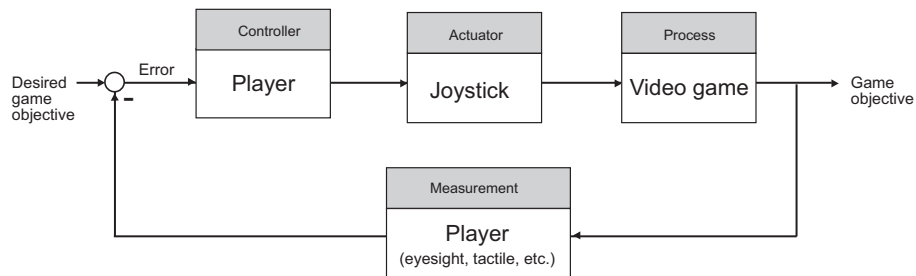 Controller
Actuator
Process
Desired
game
objective
Error
Player
Joystick
Video game
Game
objective
-
Measurement
Player
(eyesight, tactile, etc.)